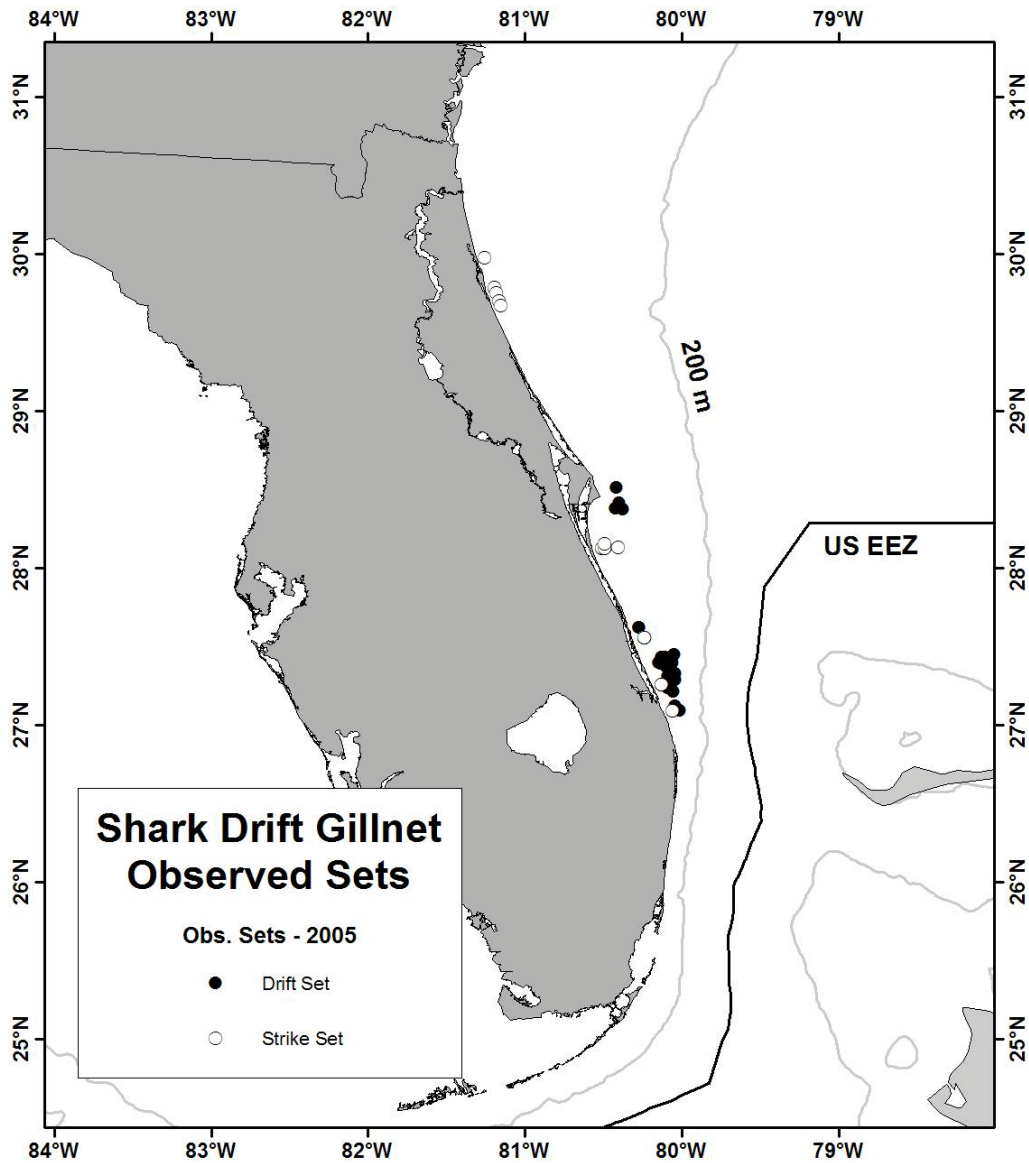 84°W 83°W 82°W 81°W 80°W 79°W
31°N 31°N
30°N 30°N
200 m
29°N 29°N
US EEZ
28°N 28°N
27°N 27°N
Shark Drift Gillnet
Observed Sets
26°N 26°N
Obs. Sets - 2005
Drift Set
Strike Set
25°N 25°N
84°W 83°W 82°W 81°W 80°W 79°W